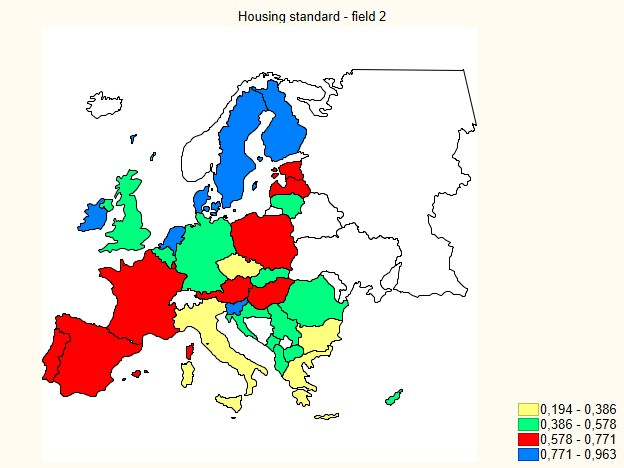 Housing standard - field 2
0,194 - 0,386
0,386 - 0,578
0,578 - 0,771
0,771 - 0,963